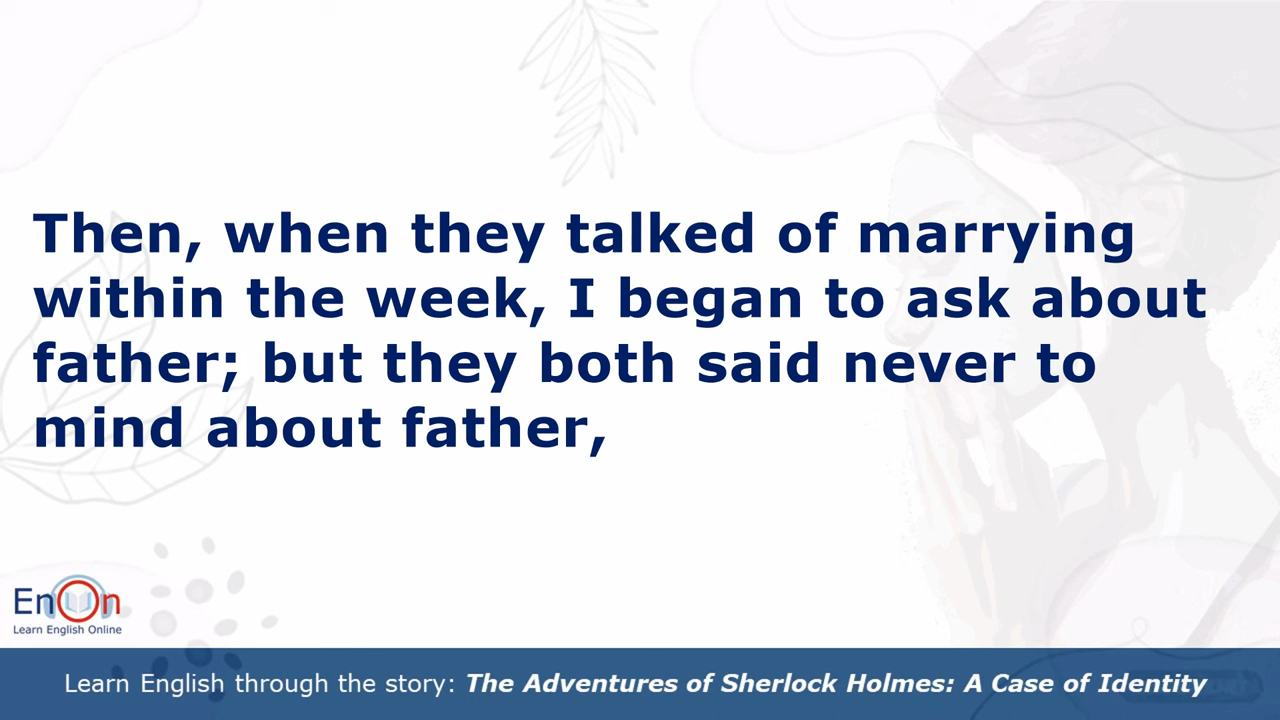 Then, when they talked of marrying
within the week, I began to ask about
father; but they both said never to
mind about father,
EnOn
Learn English Online
Learn English through the story: The Adventures of Sherlock Holmes: A Case of Identity